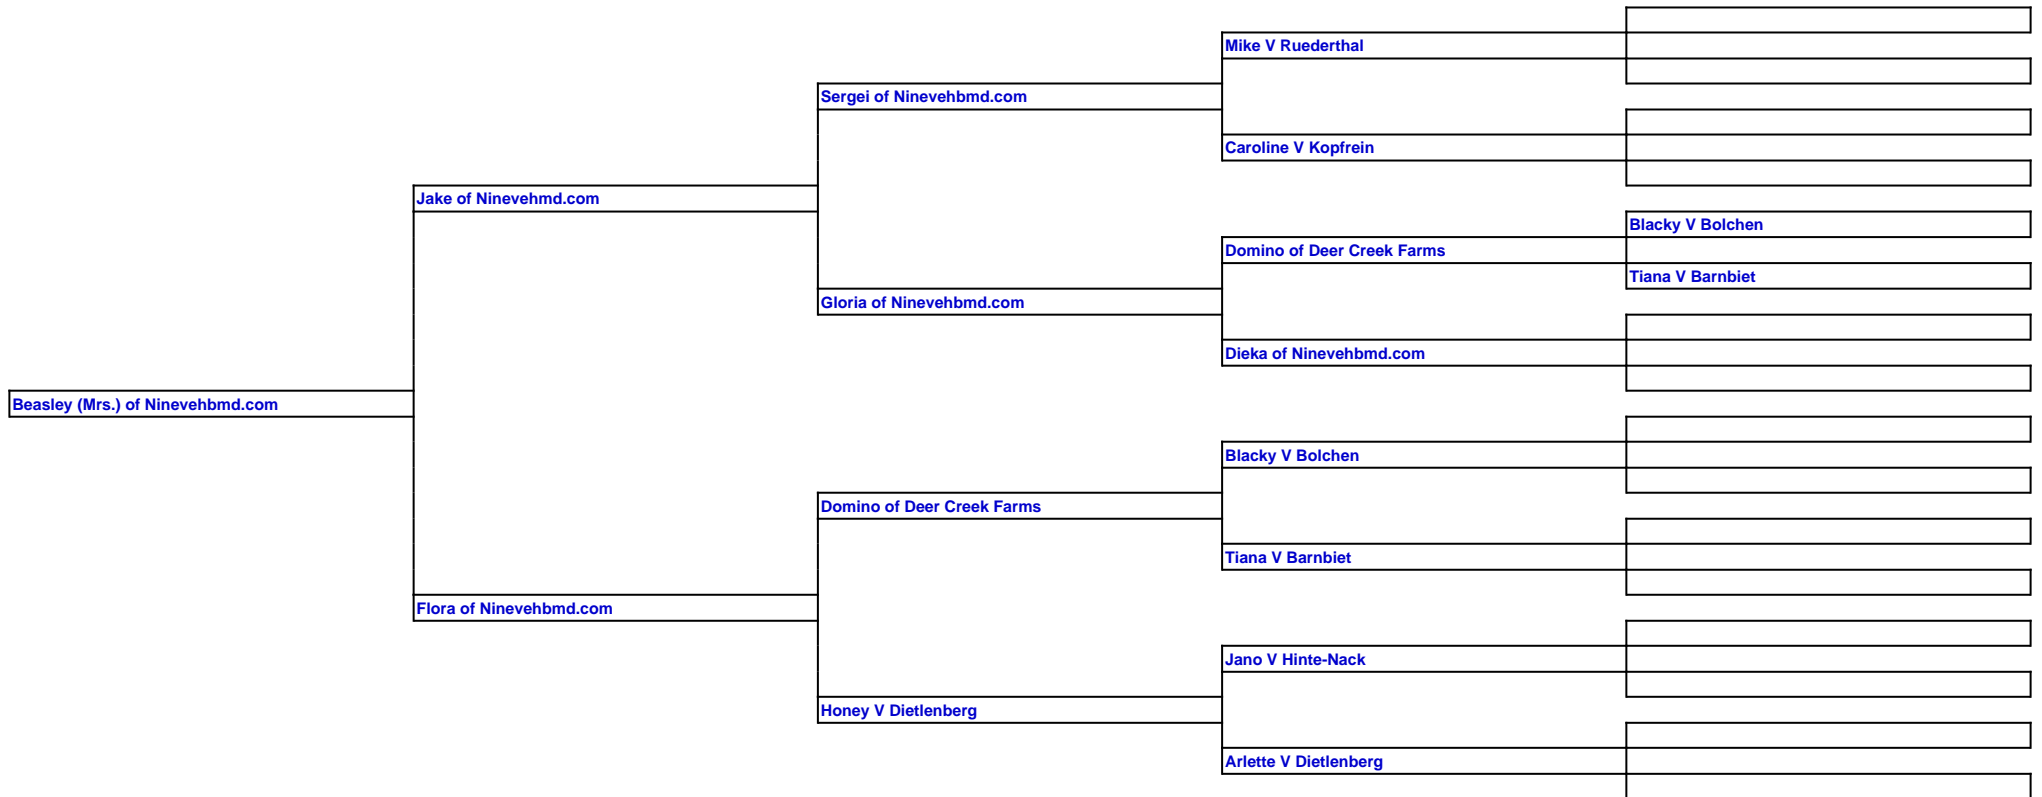 Mike V Ruederthal
Sergei of Ninevehbmd.com
Caroline V Kopfrein
Jake of Ninevehmd.com
Blacky V Bolchen
Domino of Deer Creek Farms
Tiana V Barnbiet
Gloria of Ninevehbmd.com
Dieka of Ninevehbmd.com
Beasley (Mrs.) of Ninevehbmd.com
Blacky V Bolchen
Domino of Deer Creek Farms
Tiana V Barnbiet
Flora of Ninevehbmd.com
Jano V Hinte-Nack
Honey V Dietlenberg
Arlette V Dietlenberg